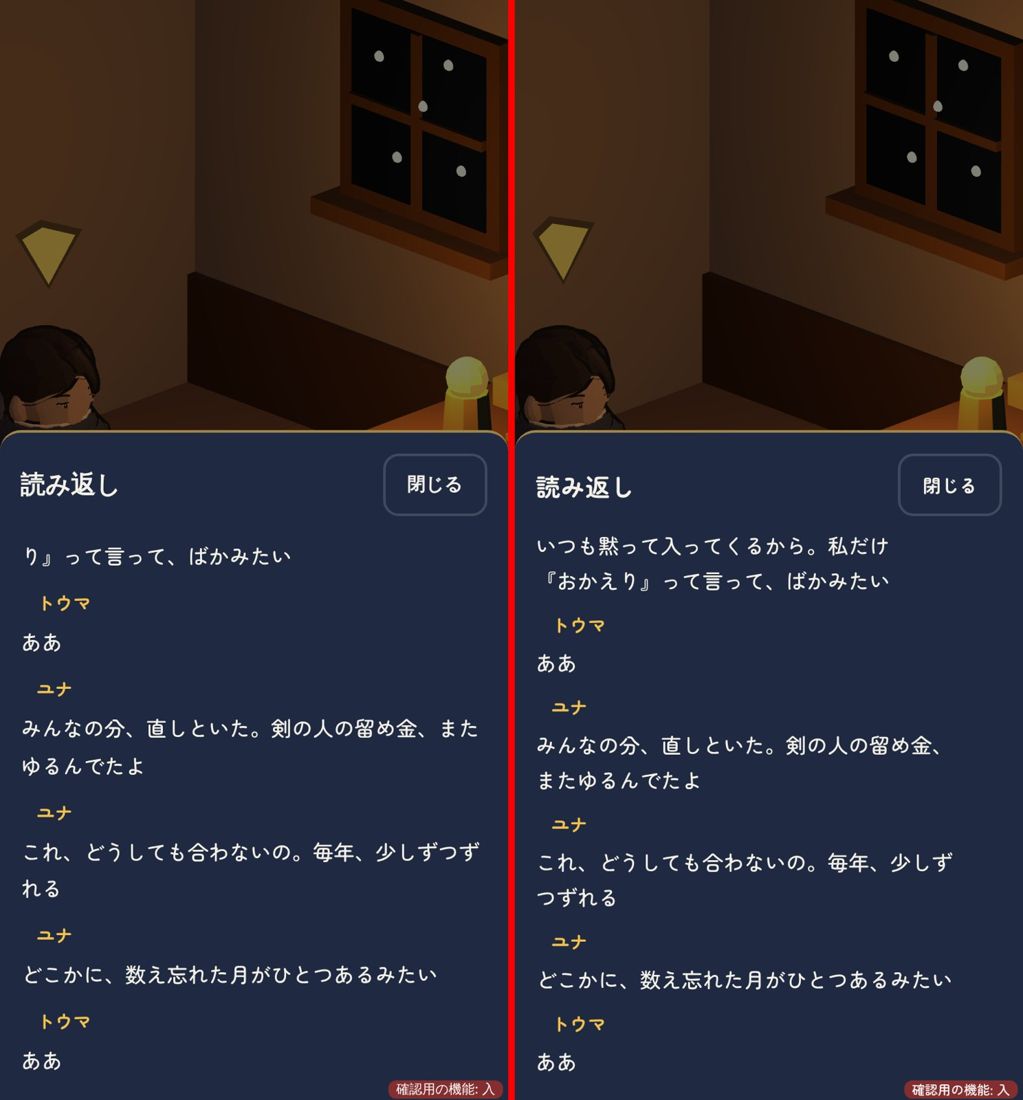 読み返し
閉じる
り』って言って、ばかみたい
トウマ
ああ
ユナ
みんなの分、直しといた。剣の人の留め金、また
ゆるんでたよ
ユナ
これ、どうしても合わないの。毎年、少しずつず
れる
ユナ
どこかに、数え忘れた月がひとつあるみたい
トウマ
ああ
確認用の機能: 入
読み返し
閉じる
いつも黙って入ってくるから。私だけ
『おかえり』って言って、ばかみたい
トウマ
ああ
ユナ
みんなの分、直しといた。剣の人の留め金、
またゆるんでたよ
ユナ
これ、どうしても合わないの。毎年、少しず
つずれる
ユナ
どこかに、数え忘れた月がひとつあるみたい
トウマ
ああ
確認用の機能: 入